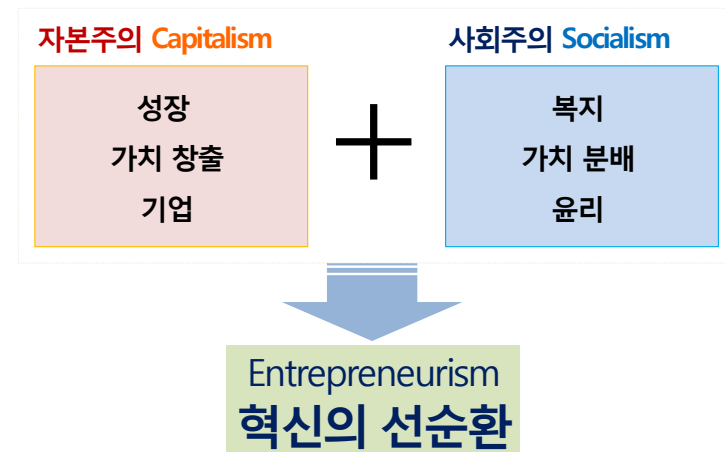 자본주의 Capitalism
성장
가치 창출
기업
사회주의 Socialism
복지
가치 분배
윤리
Entrepreneurism
혁신의 선순환